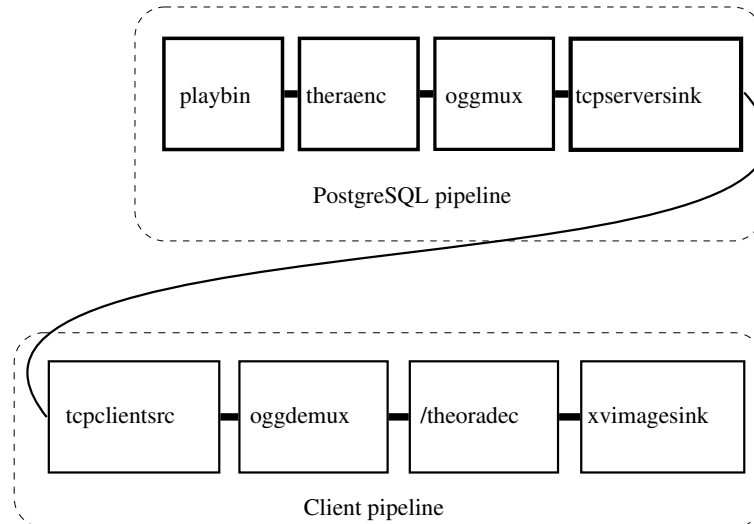 playbin theraenc oggmux tcpserversink
PostgreSQL pipeline
tcpclientsrc oggdemux /theoradec xvimagesink
Client pipeline